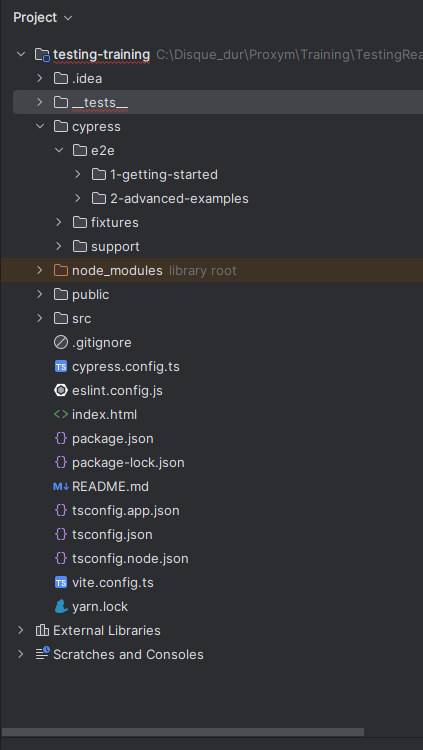 Project
testing-training C:\Disque_dur\Proxym\Training\TestingRea
.idea
__tests__
cypress
e2e
1-getting-started
2-advanced-examples
fixtures
support
node_modules library root
public
src
.gitignore
TS cypress.config.ts
eslint.config.js
<> index.html
{} package.json
{} package-lock.json
M↓ README.md
{} tsconfig.app.json
{} tsconfig.json
{} tsconfig.node.json
TS vite.config.ts
yarn.lock
External Libraries
Scratches and Consoles